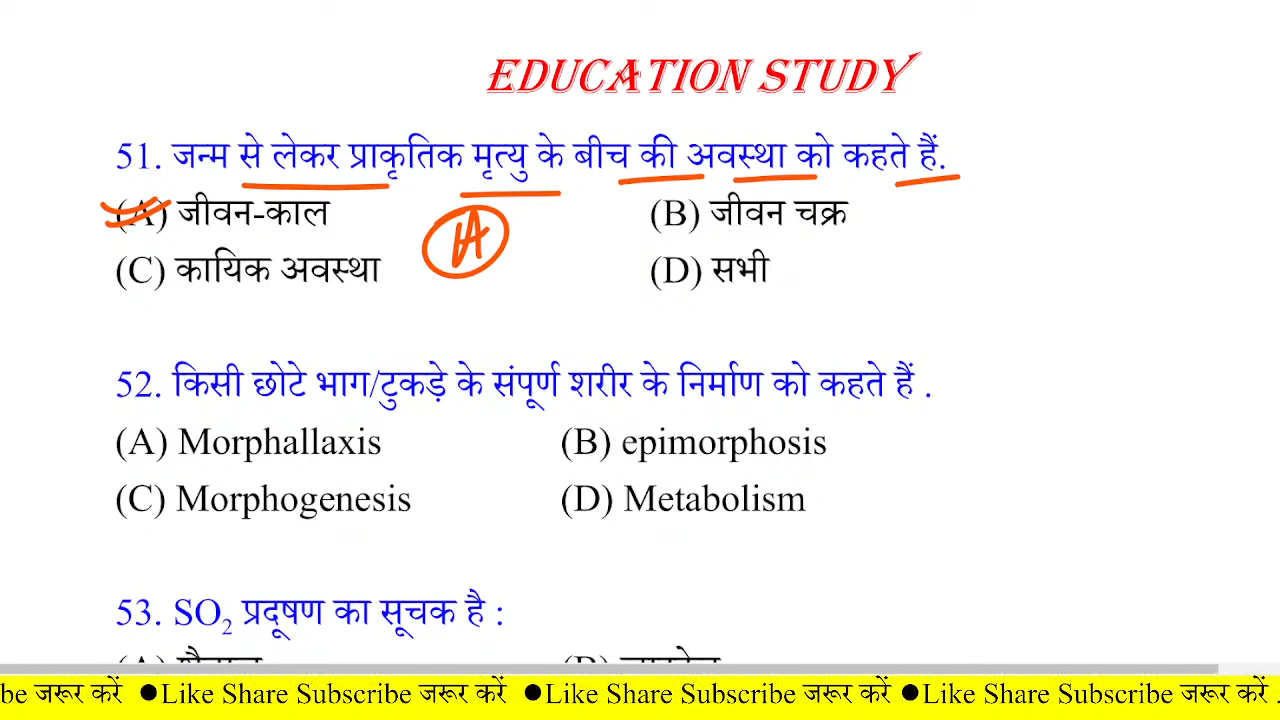 EDUCATION STUDY
51. जन्म से लेकर प्राकृतिक मृत्यु के बीच की अवस्था को कहते हैं.
(A) जीवन-काल (B) जीवन चक्र
A
(C) कायिक अवस्था (D) सभी
52. किसी छोटे भाग/टुकड़े के संपूर्ण शरीर के निर्माण को कहते हैं .
(A) Morphallaxis (B) epimorphosis
(C) Morphogenesis (D) Metabolism
53. SO₂ प्रदूषण का सूचक है :
(A) (B)
be जरूर करें ●Like Share Subscribe जरूर करें ●Like Share Subscribe जरूर करें ●Like Share Subscribe जरूर करें .